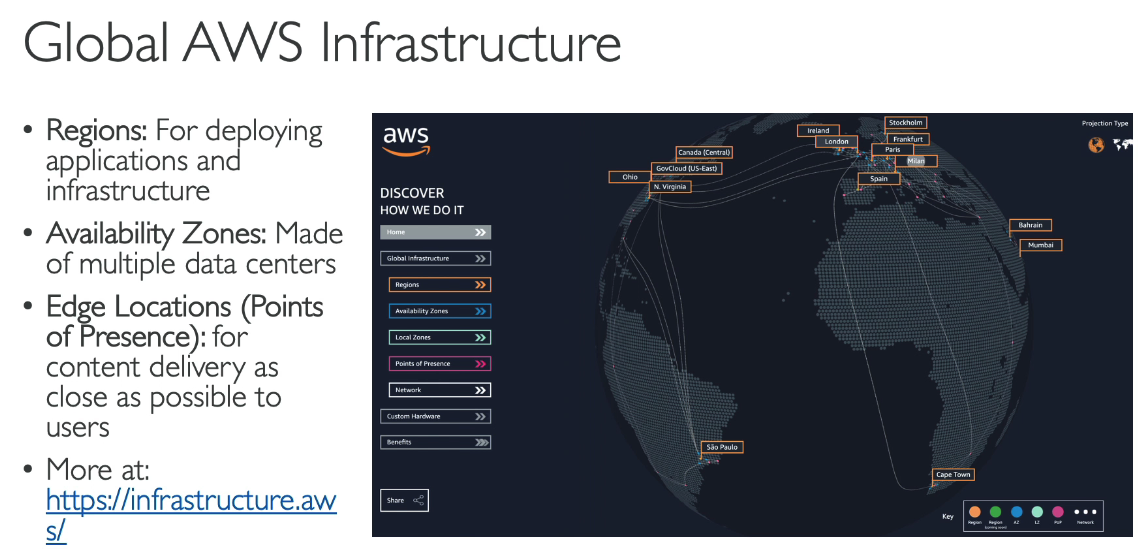 Global AWS Infrastructure
• Regions: For deploying
applications and
infrastructure
• Availability Zones: Made
of multiple data centers
• Edge Locations (Points
of Presence): for
content delivery as
close as possible to
users
• More at:
https://infrastructure.aw
s/
aws
DISCOVER
HOW WE DO IT
Home
Global Infrastructure
Regions
Availability Zones
Local Zones
Points of Presence
Network
Custom Hardware
Benefits
Share
Projection Type
Stockholm
Ireland
Frankfurt
London
Paris
Canada (Central)
Milan
GovCloud (US-East)
Ohio
Spain
N. Virginia
Bahrain
Mumbai
São Paulo
Cape Town
Key
Region
Region
AZ
LZ
PoP
Network